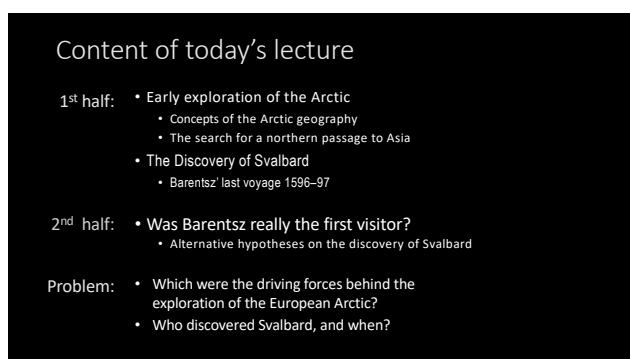 Content of today's lecture
1st half: • Early exploration of the Arctic
• Concepts of the Arctic geography
• The search for a northern passage to Asia
• The Discovery of Svalbard
• Barentsz' last voyage 1596–97
2nd half: • Was Barentsz really the first visitor?
• Alternative hypotheses on the discovery of Svalbard
Problem: • Which were the driving forces behind the
exploration of the European Arctic?
• Who discovered Svalbard, and when?